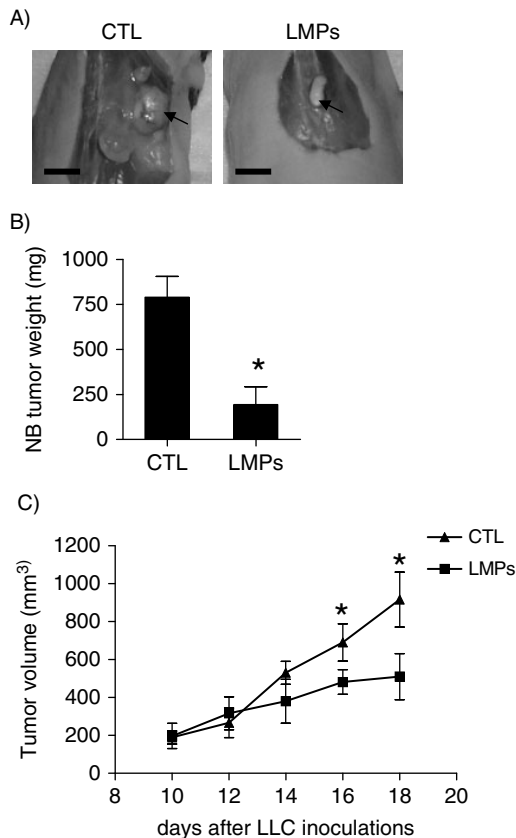 A)
CTL LMPs
B)
NB tumor weight (mg)
1000
750
500
250
0
*
CTL LMPs
C)
Tumor volume (mm³)
1200
1000
800
600
400
200
0
* *
CTL
LMPs
8 10 12 14 16 18 20
days after LLC inoculations